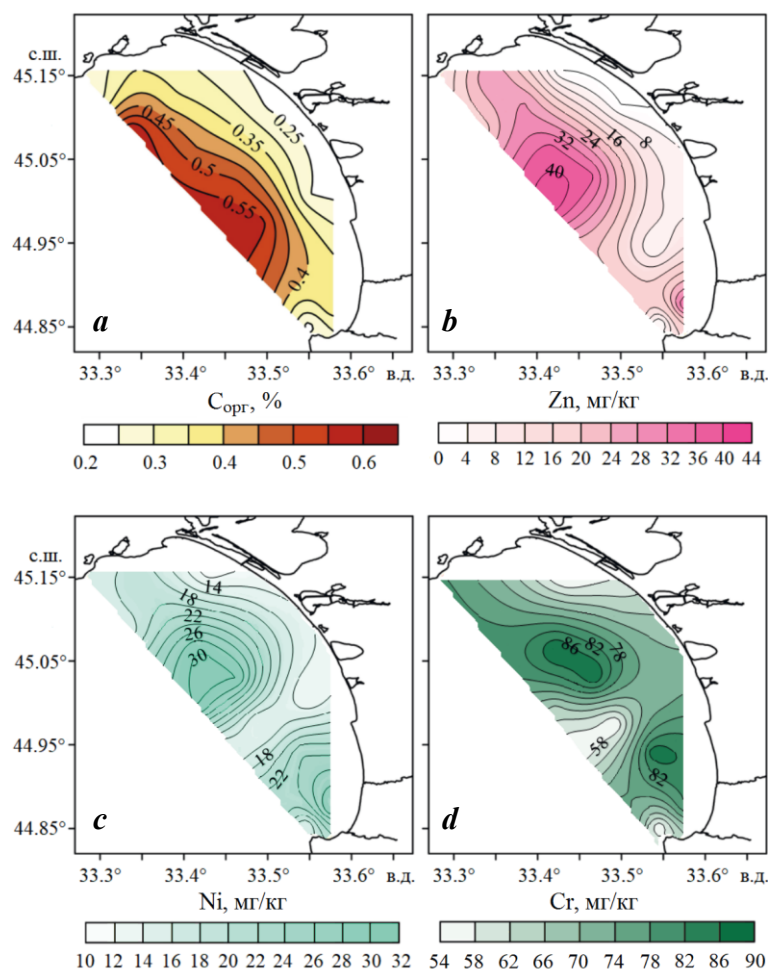 с.ш.
45.15°
45.05°
44.95°
44.85°
0.45
0.25
0.35
0.5
0.55
0.4
a
33.3° 33.4° 33.5° 33.6° в.д.
Cорг, %
0.2 0.3 0.4 0.5 0.6
32
24
16
8
40
b
33.3° 33.4° 33.5° 33.6° в.д.
Zn, мг/кг
0 4 8 12 16 20 24 28 32 36 40 44
с.ш.
45.15°
45.05°
44.95°
44.85°
14
18
22
26
30
18
22
c
33.3° 33.4° 33.5° 33.6° в.д.
Ni, мг/кг
10 12 14 16 18 20 22 24 26 28 30 32
86
82
78
58
82
d
33.3° 33.4° 33.5° 33.6° в.д.
Cr, мг/кг
54 58 62 66 70 74 78 82 86 90